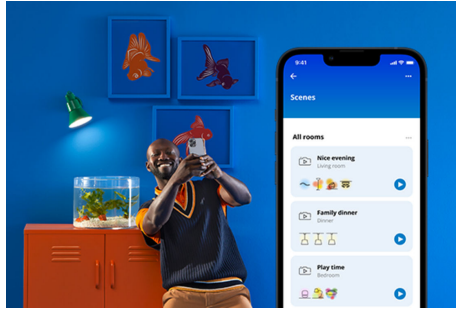 9:41
Scenes
All rooms
Nice evening
Living room
Family dinner
Dinner
Play time
Bedroom